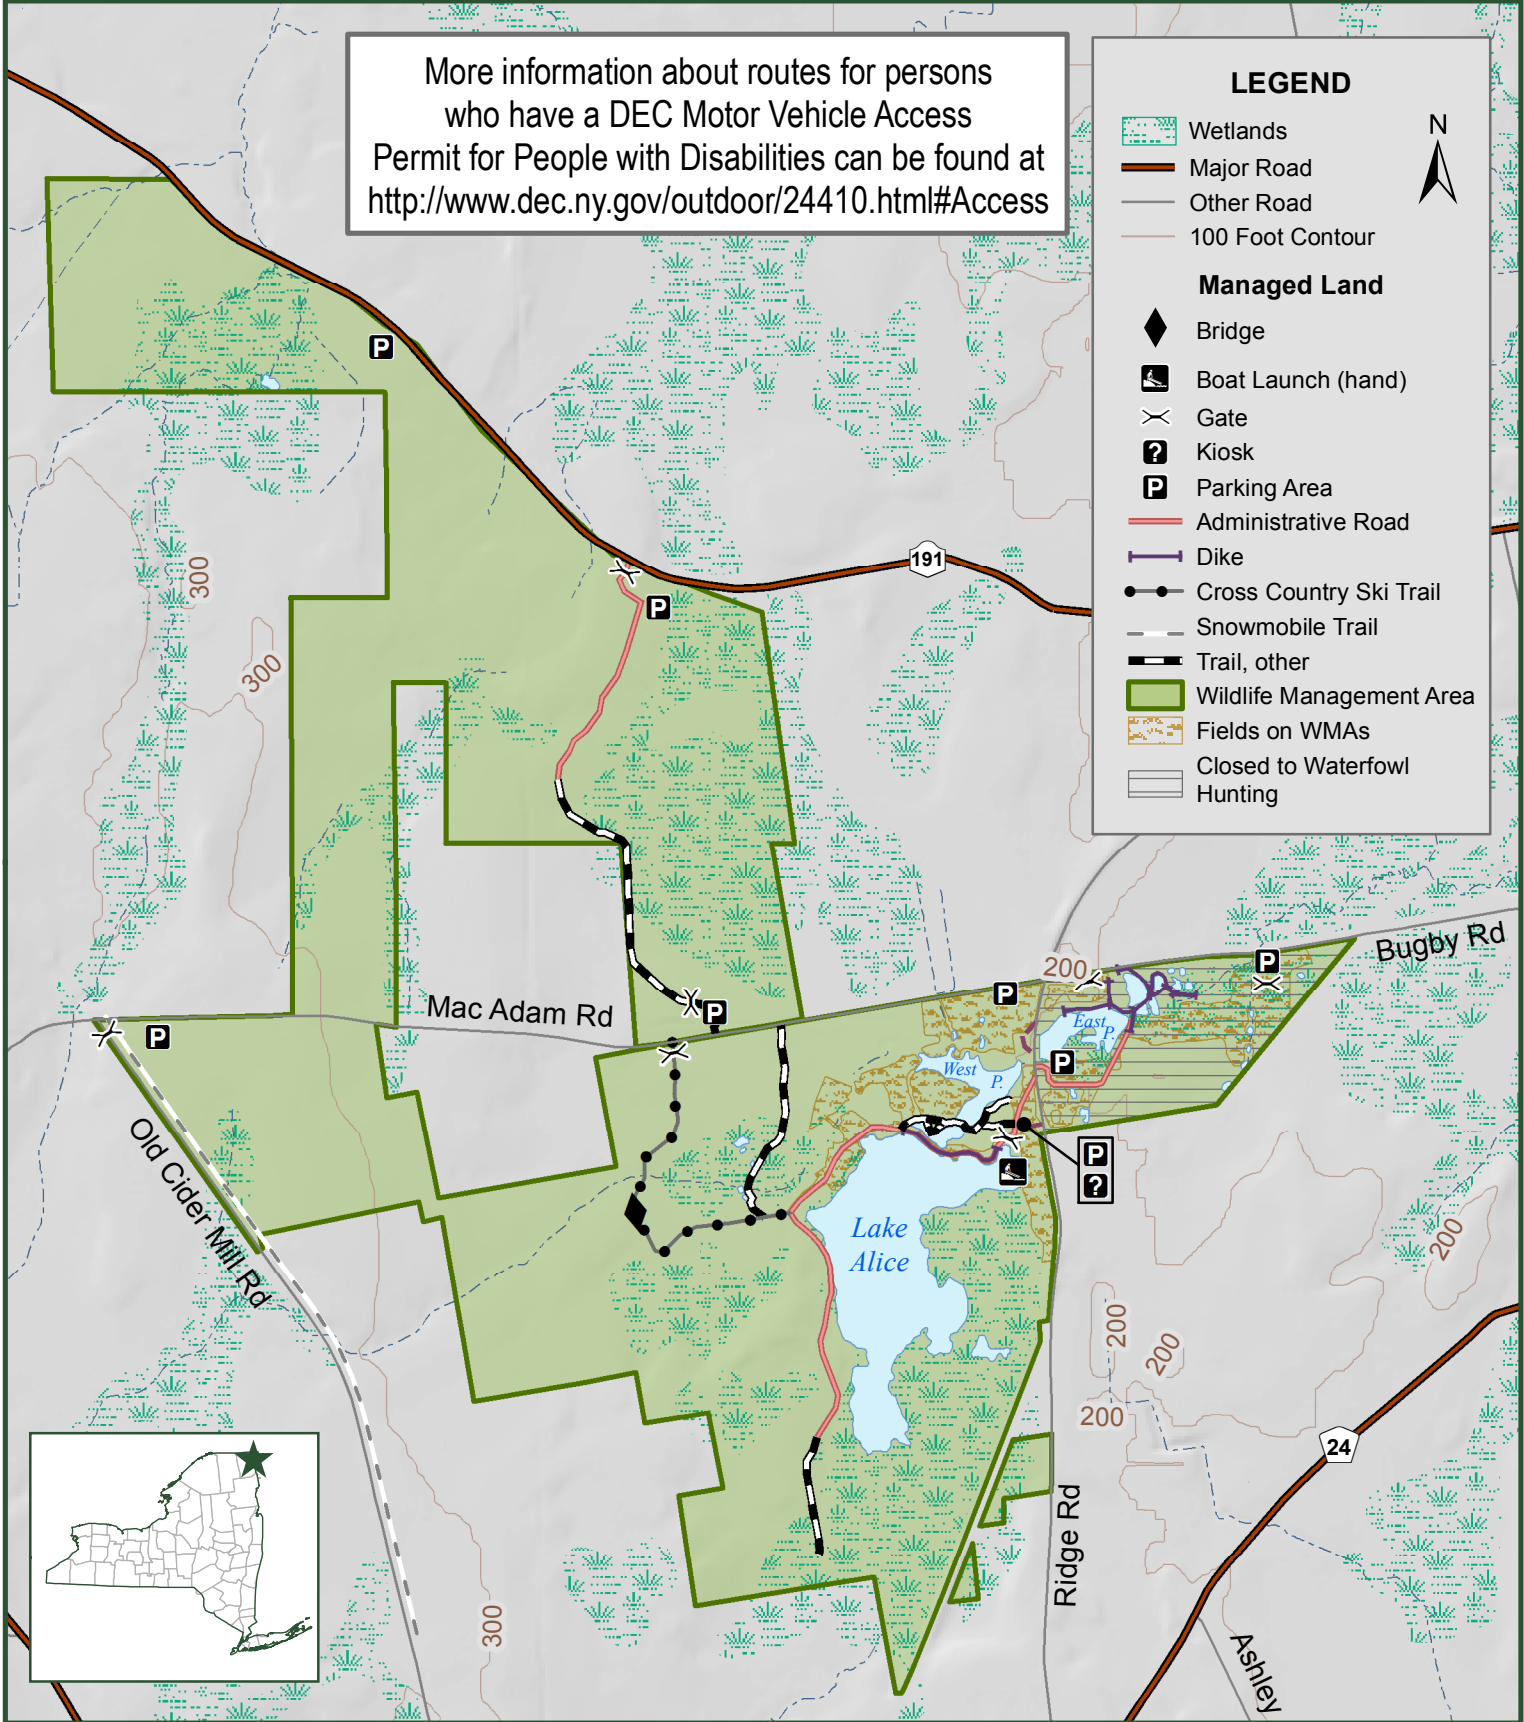 More information about routes for persons
who have a DEC Motor Vehicle Access
Permit for People with Disabilities can be found at
http://www.dec.ny.gov/outdoor/24410.html#Access
LEGEND
N
Wetlands
Major Road
Other Road
100 Foot Contour
Managed Land
Bridge
Boat Launch (hand)
Gate
?
Kiosk
P
Parking Area
Administrative Road
Dike
Cross Country Ski Trail
Snowmobile Trail
Trail, other
Wildlife Management Area
Fields on WMAs
Closed to Waterfowl
Hunting
P
191
300
P
300
Bugby Rd
P
200
P
Mac Adam Rd
P
P
East
P.
P
West
P.
Old Cider Mill Rd
P
?
Lake
Alice
200
200
200
200
24
Ridge Rd
300
Ashley